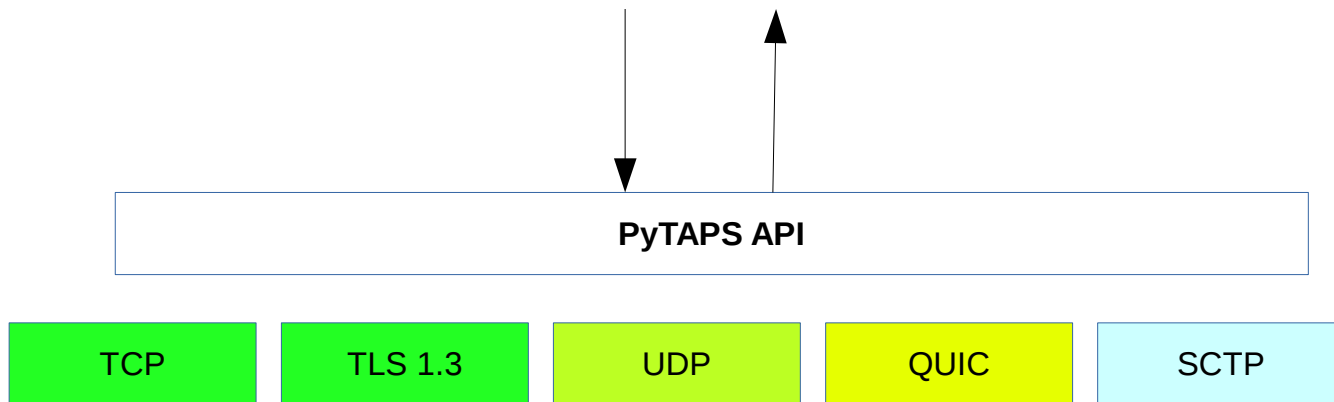 PyTAPS API
TCP
TLS 1.3
UDP
QUIC
SCTP